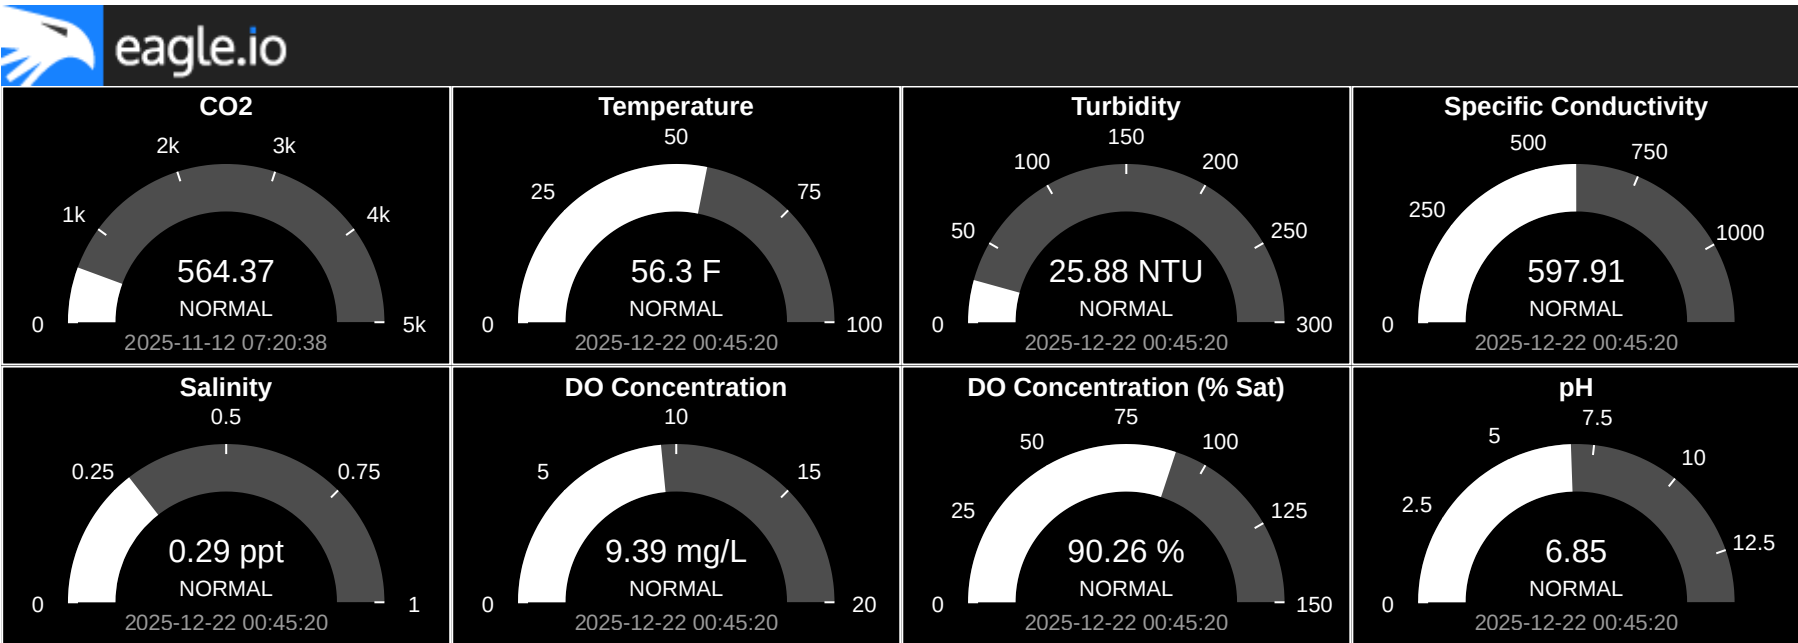 eagle.io
CO2
0
1k
2k
3k
4k
5k
564.37
NORMAL
2025-11-12 07:20:38
Temperature
0
25
50
75
100
56.3 F
NORMAL
2025-12-22 00:45:20
Turbidity
0
50
100
150
200
250
300
25.88 NTU
NORMAL
2025-12-22 00:45:20
Specific Conductivity
0
250
500
750
1000
597.91
NORMAL
2025-12-22 00:45:20
Salinity
0
0.25
0.5
0.75
1
0.29 ppt
NORMAL
2025-12-22 00:45:20
DO Concentration
0
5
10
15
20
9.39 mg/L
NORMAL
2025-12-22 00:45:20
DO Concentration (% Sat)
0
25
50
75
100
125
150
90.26 %
NORMAL
2025-12-22 00:45:20
pH
0
2.5
5
7.5
10
12.5
6.85
NORMAL
2025-12-22 00:45:20